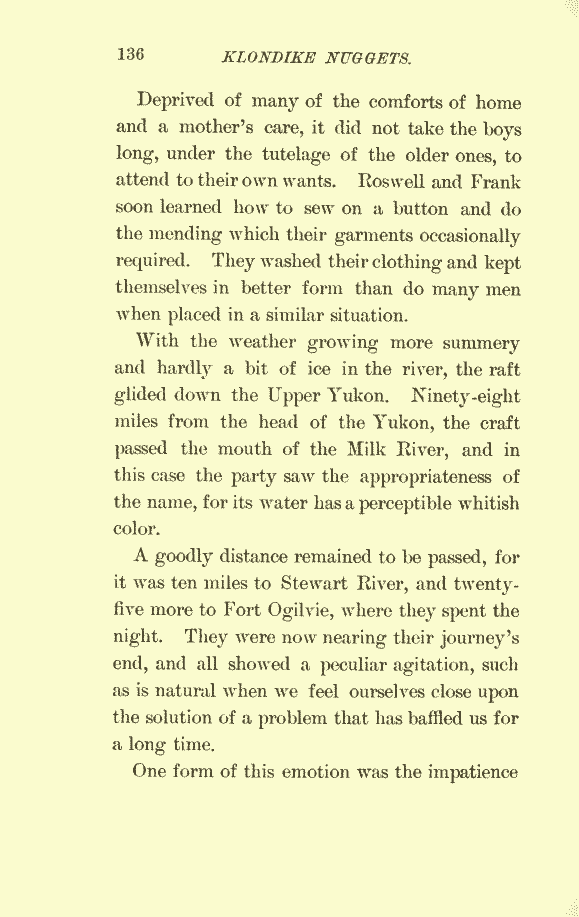 136 KLONDIKE NUGGETS.
Deprived of many of the comforts of home
and a mother's care, it did not take the boys
long, under the tutelage of the older ones, to
attend to their own wants. Roswell and Frank
soon learned how to sew on a button and do
the mending which their garments occasionally
required. They washed their clothing and kept
themselves in better form than do many men
when placed in a similar situation.
With the weather growing more summery
and hardly a bit of ice in the river, the raft
glided down the Upper Yukon. Ninety-eight
miles from the head of the Yukon, the craft
passed the mouth of the Milk River, and in
this case the party saw the appropriateness of
the name, for its water has a perceptible whitish
color.
A goodly distance remained to be passed, for
it was ten miles to Stewart River, and twenty-
five more to Fort Ogilvie, where they spent the
night. They were now nearing their journey's
end, and all showed a peculiar agitation, such
as is natural when we feel ourselves close upon
the solution of a problem that has baffled us for
a long time.
One form of this emotion was the impatience